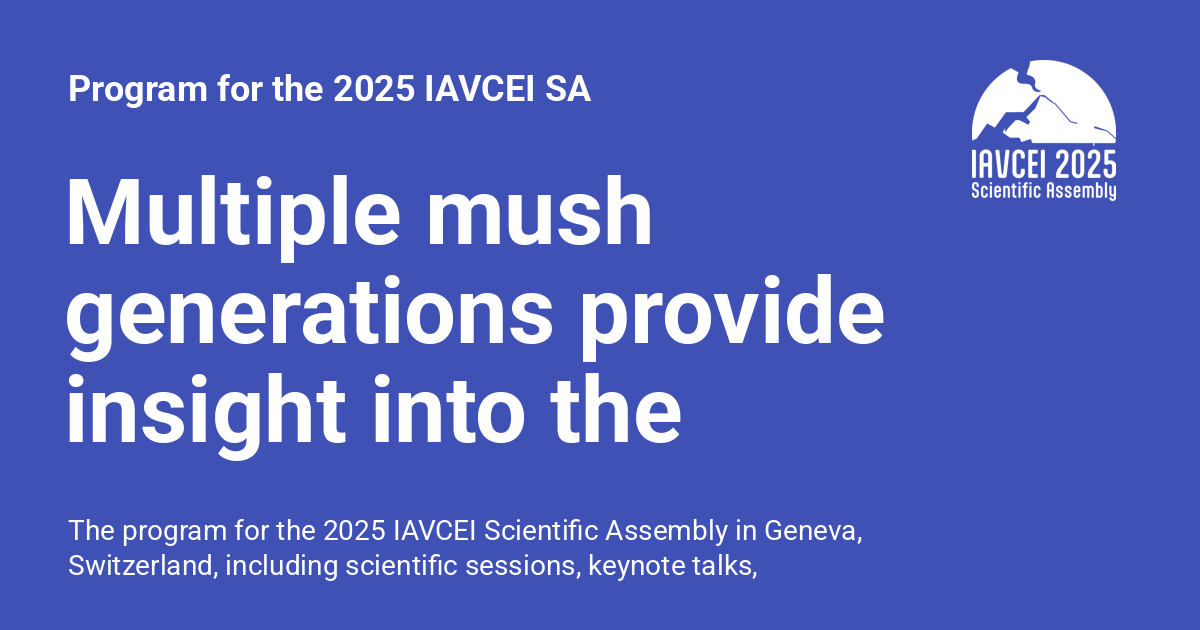 Program for the 2025 IAVCEI SA
IAVCEI 2025
Scientific Assembly
Multiple mush
generations provide
insight into the
The program for the 2025 IAVCEI Scientific Assembly in Geneva,
Switzerland, including scientific sessions, keynote talks,